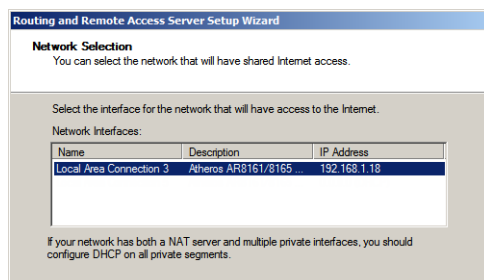 Routing and Remote Access Server Setup Wizard
Network Selection
You can select the network that will have shared Internet access.
Select the interface for the network that will have access to the Internet.
Network Interfaces:
Name Description IP Address
Local Area Connection 3 Atheros AR8161/8165 ... 192.168.1.18
If your network has both a NAT server and multiple private interfaces, you should
configure DHCP on all private segments.